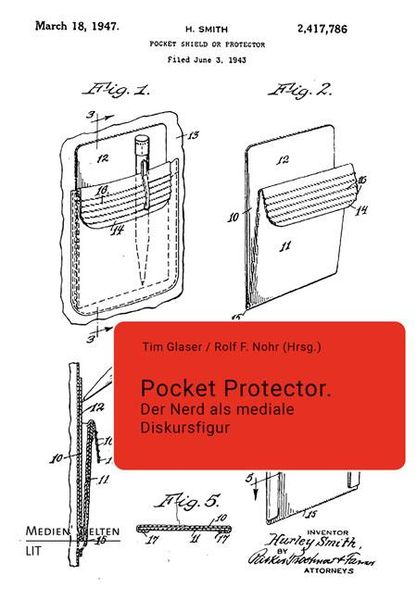 March 18, 1947.
H. SMITH
2,417,786
POCKET SHIELD OR PROTECTOR
Filed June 3, 1943
Fig. 1.
Fig. 2.
3
13
12
12
16
16
14
14
10
11
15
3
Tim Glaser / Rolf F. Nohr (Hrsg.)
Pocket Protector.
Der Nerd als mediale
Diskursfigur
12
10
11
16
5
15
Fig. 5.
10
17
11
17
MEDIEN WELTEN
LIT
INVENTOR
Hurley Smith,
BY
ATTORNEYS